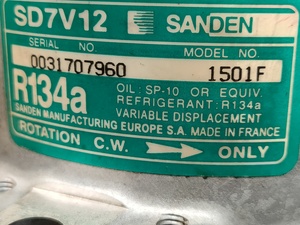 SD7V12 SANDEN
SERIAL NO MODEL NO.
0031707960 1501F
R134a OIL: SP-10 OR EQUIV.
REFRIGERANT: R134a
VARIABLE DISPLACEMENT
SANDEN MANUFACTURING EUROPE S.A. MADE IN FRANCE
ROTATION C.W. → ONLY